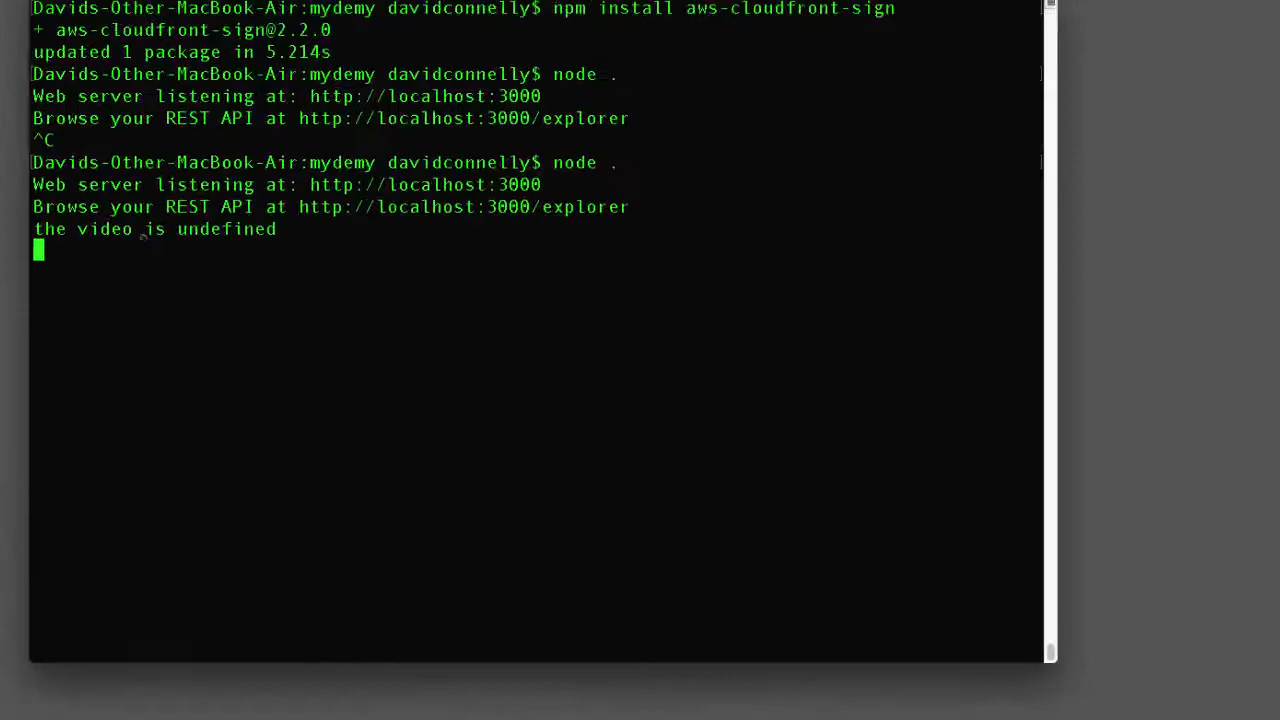 Davids-Other-MacBook-Air:mydemy davidconnelly$ npm install aws-cloudfront-sign
+ aws-cloudfront-sign@2.2.0
updated 1 package in 5.214s
[Davids-Other-MacBook-Air:mydemy davidconnelly$ node . ]
Web server listening at: http://localhost:3000
Browse your REST API at http://localhost:3000/explorer
^C
[Davids-Other-MacBook-Air:mydemy davidconnelly$ node . ]
Web server listening at: http://localhost:3000
Browse your REST API at http://localhost:3000/explorer
the video is undefined